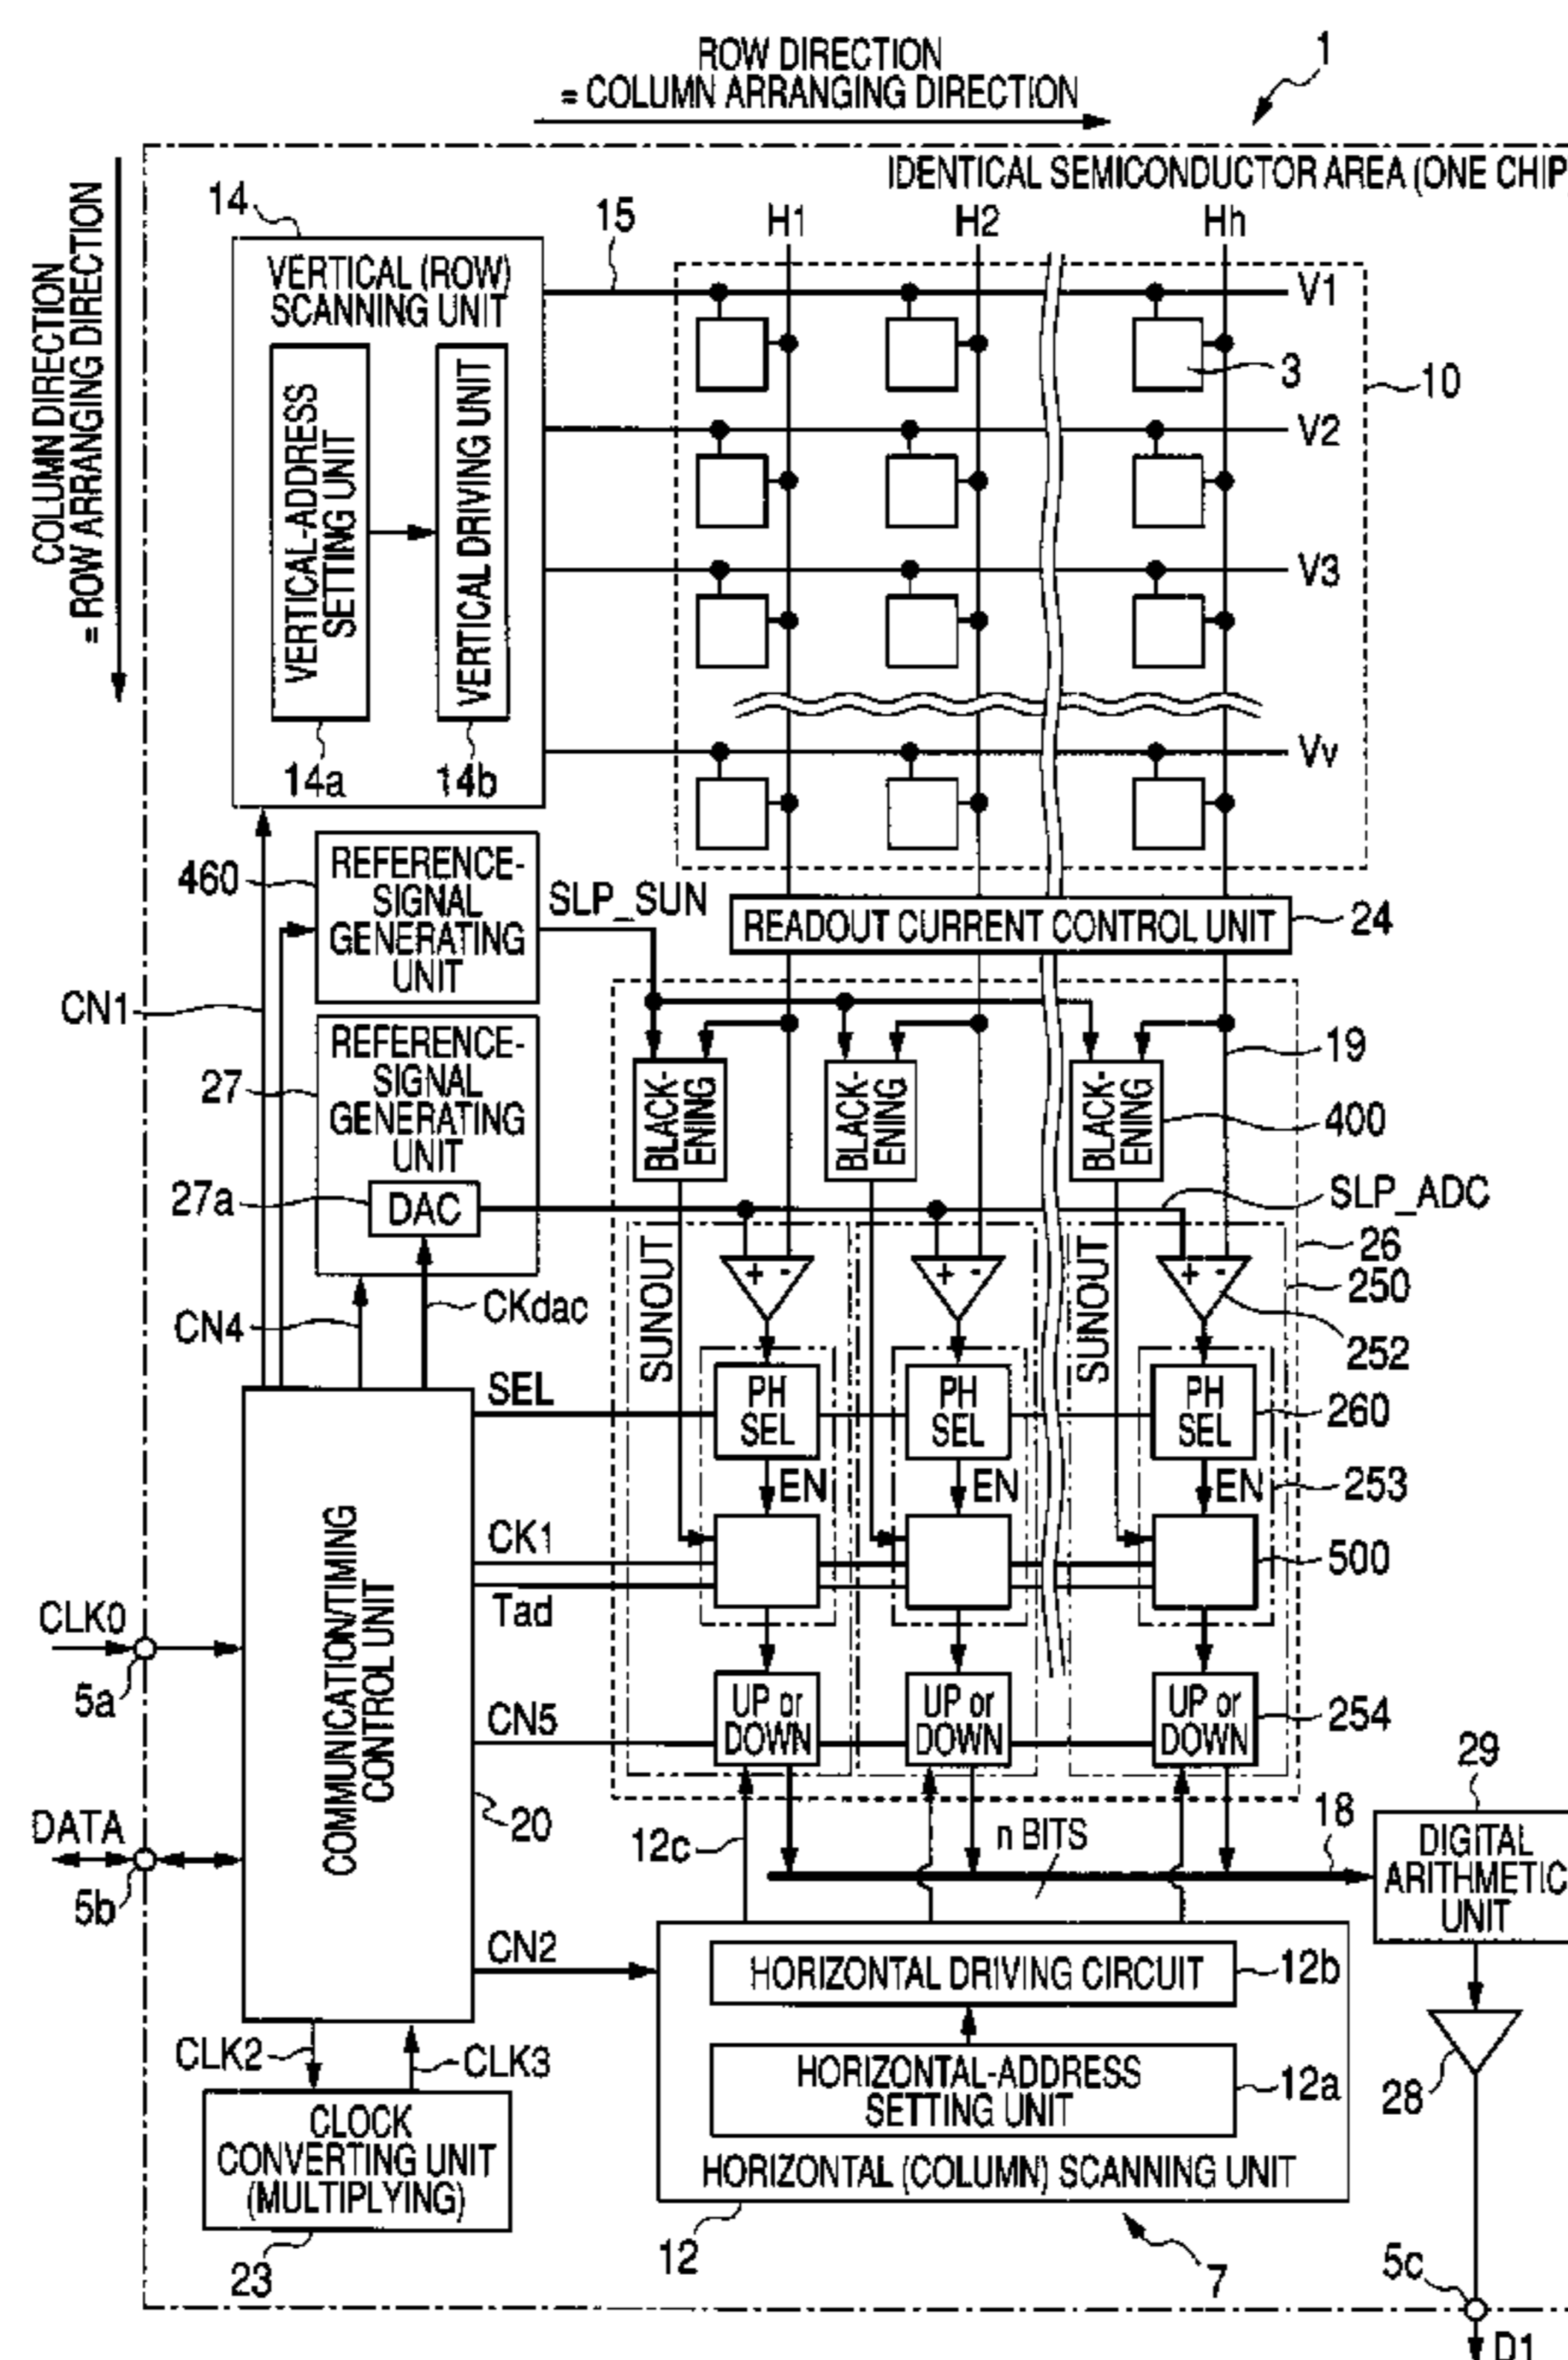 ROW DIRECTION
= COLUMN ARRANGING DIRECTION
1
IDENTICAL SEMICONDUCTOR AREA (ONE CHIP
COLUMN DIRECTION
= ROW ARRANGING DIRECTION
14
15
H1
H2
Hh
VERTICAL (ROW)
SCANNING UNIT
V1
VERTICAL-ADDRESS
SETTING UNIT
VERTICAL DRIVING UNIT
3
10
V2
V3
Vv
14a
14b
460
REFERENCE-
SIGNAL
GENERATING
UNIT
SLP_SUN
READOUT CURRENT CONTROL UNIT
24
CN1
REFERENCE-
SIGNAL
GENERATING
UNIT
27
19
BLACK-
ENING
BLACK-
ENING
BLACK-
ENING
400
27a
DAC
SLP_ADC
26
250
SUNOUT
+ -
+ -
SUNOUT
+ -
CN4
CKdac
252
SEL
PH
SEL
PH
SEL
PH
SEL
260
EN
EN
EN
253
CK1
500
Tad
COMMUNICATION/TIMING
CONTROL UNIT
CLK0
5a
CN5
UP or
DOWN
UP or
DOWN
UP or
DOWN
254
29
DATA
5b
20
12c
n BITS
18
DIGITAL
ARITHMETIC
UNIT
CN2
HORIZONTAL DRIVING CIRCUIT
12b
CLK2
CLK3
HORIZONTAL-ADDRESS
SETTING UNIT
12a
28
CLOCK
CONVERTING UNIT
(MULTIPLYING)
HORIZONTAL (COLUMN) SCANNING UNIT
23
12
7
5c
D1